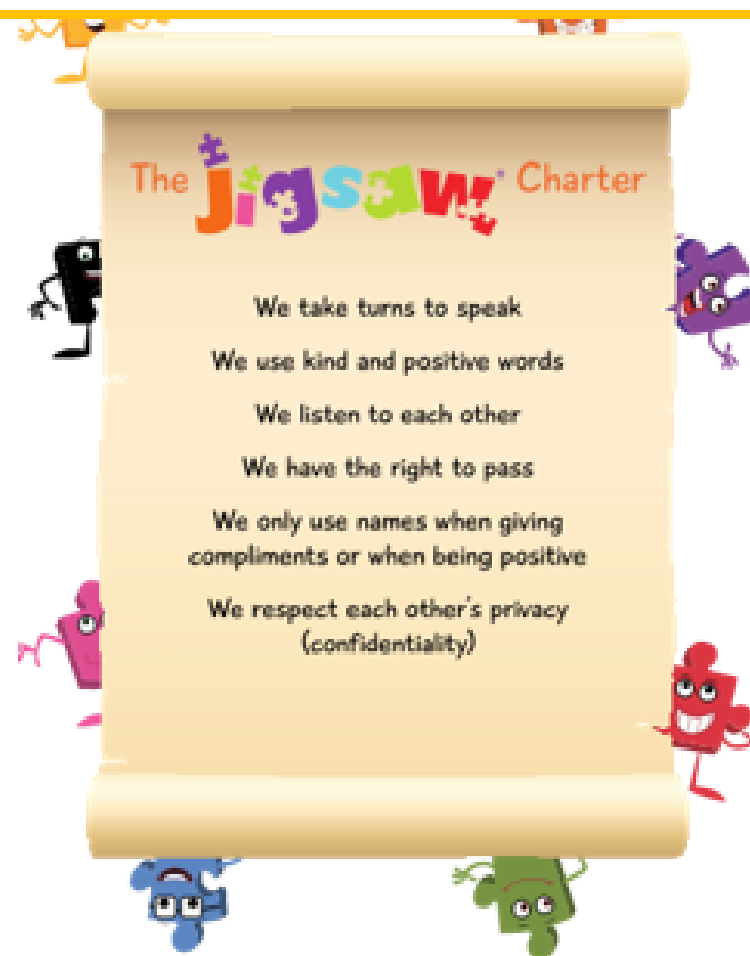 The Jigsaw® Charter
We take turns to speak
We use kind and positive words
We listen to each other
We have the right to pass
We only use names when giving
compliments or when being positive
We respect each other's privacy
(confidentiality)